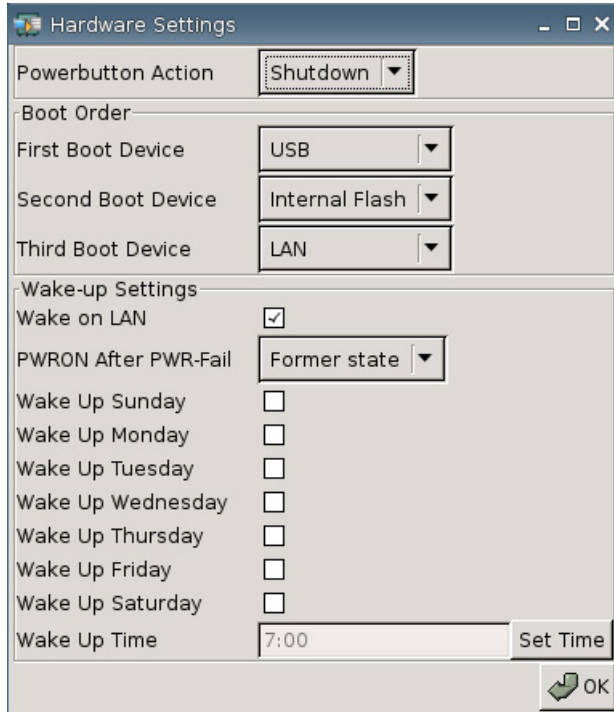 Hardware Settings
Powerbutton Action Shutdown
Boot Order
First Boot Device USB
Second Boot Device Internal Flash
Third Boot Device LAN
Wake-up Settings
Wake on LAN
PWRON After PWR-Fail Former state
Wake Up Sunday
Wake Up Monday
Wake Up Tuesday
Wake Up Wednesday
Wake Up Thursday
Wake Up Friday
Wake Up Saturday
Wake Up Time 7:00 Set Time
OK